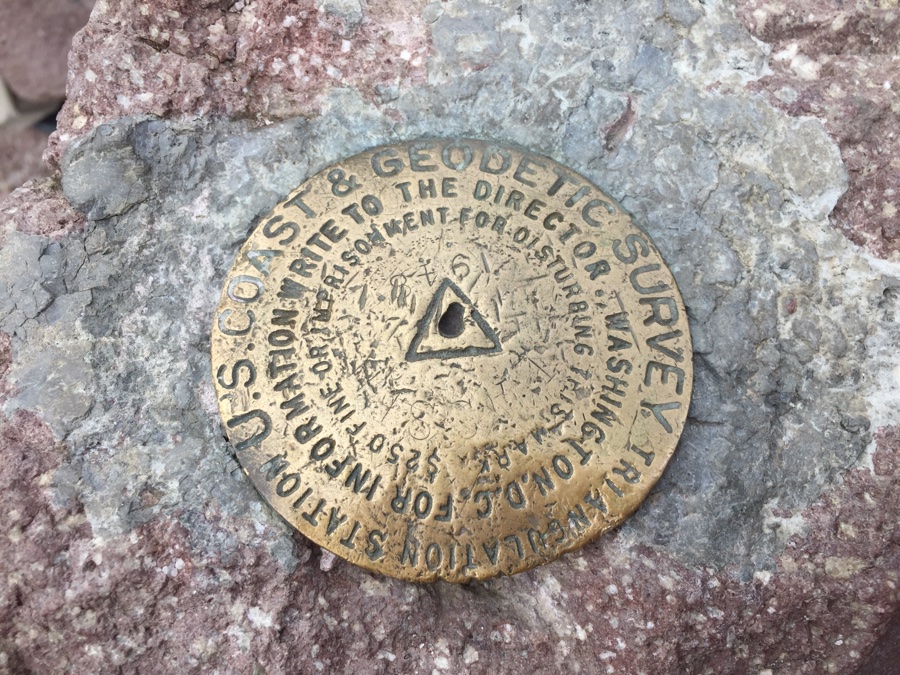 U.S. COAST & GEODETIC SURVEY
TRIANGULATION STATION
FOR INFORMATION WRITE TO THE DIRECTOR
WASHINGTON, D.C.
$250 FINE OR IMPRISONMENT FOR DISTURBING THIS MARK